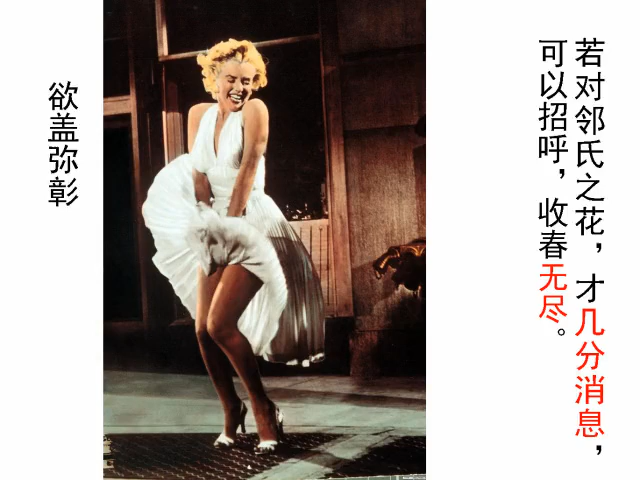 若对邻氏之花，才几分消息，
可以招呼，收春无尽。
欲盖弥彰